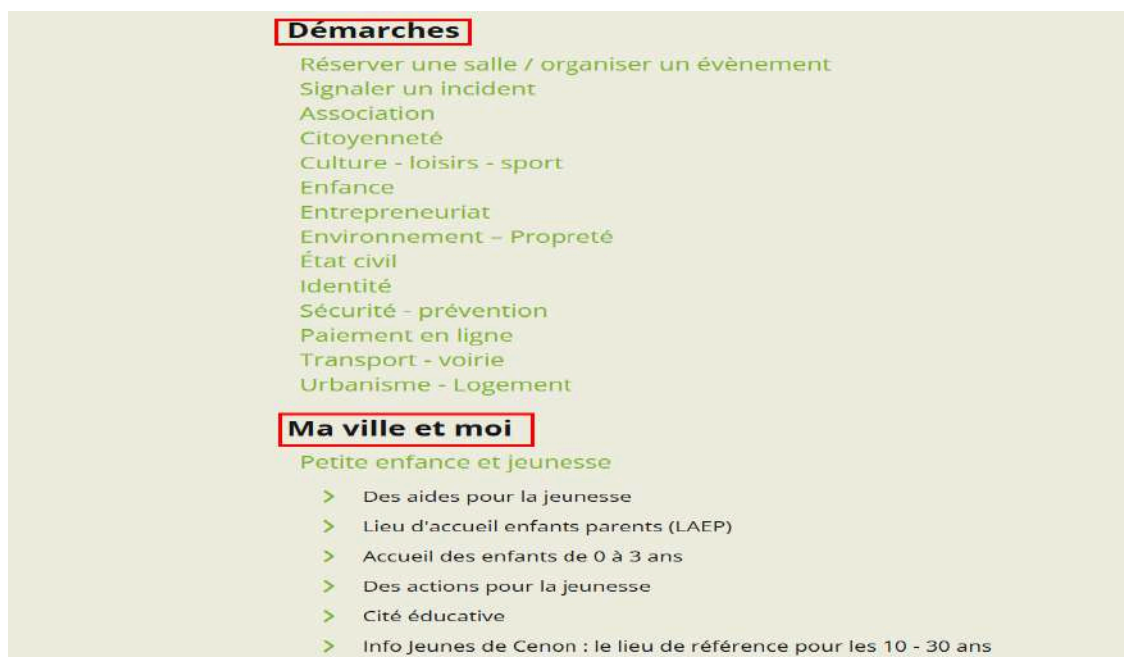 Démarches
Réserver une salle / organiser un évènement
Signaler un incident
Association
Citoyenneté
Culture - loisirs - sport
Enfance
Entrepreneuriat
Environnement – Propreté
État civil
Identité
Sécurité - prévention
Paiement en ligne
Transport - voirie
Urbanisme - Logement
Ma ville et moi
Petite enfance et jeunesse
> Des aides pour la jeunesse
> Lieu d'accueil enfants parents (LAEP)
> Accueil des enfants de 0 à 3 ans
> Des actions pour la jeunesse
> Cité éducative
> Info Jeunes de Cenon : le lieu de référence pour les 10 - 30 ans